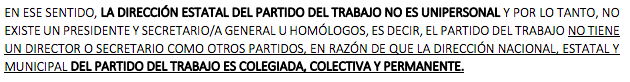 EN ESE SENTIDO, LA DIRECCIÓN ESTATAL DEL PARTIDO DEL TRABAJO NO ES UNIPERSONAL Y POR LO TANTO, NO
EXISTE UN PRESIDENTE Y SECRETARIO/A GENERAL U HOMÓLOGOS, ES DECIR, EL PARTIDO DEL TRABAJO NO TIENE
UN DIRECTOR O SECRETARIO COMO OTROS PARTIDOS, EN RAZÓN DE QUE LA DIRECCIÓN NACIONAL, ESTATAL Y
MUNICIPAL DEL PARTIDO DEL TRABAJO ES COLEGIADA, COLECTIVA Y PERMANENTE.